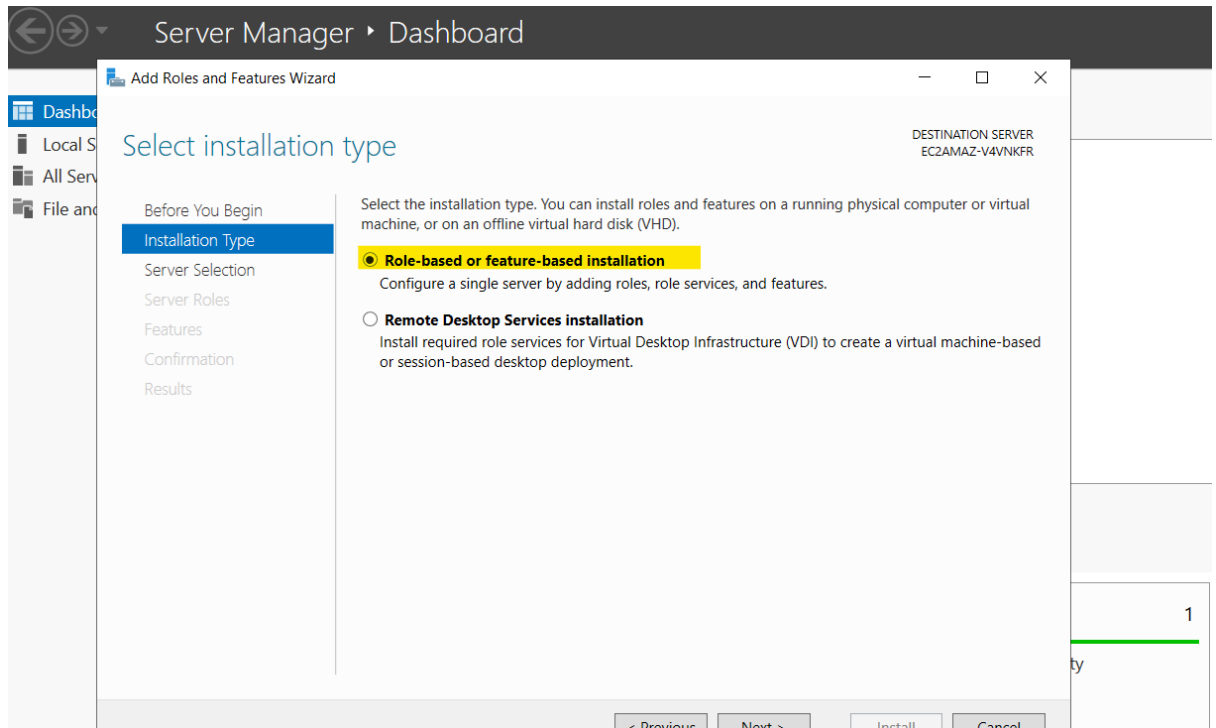 Server Manager ‣ Dashboard
Add Roles and Features Wizard
Dashbo
Local S
All Serv
File and
Select installation type
DESTINATION SERVER
EC2AMAZ-V4VNKFR
Before You Begin
Installation Type
Server Selection
Server Roles
Features
Confirmation
Results
Select the installation type. You can install roles and features on a running physical computer or virtual
machine, or on an offline virtual hard disk (VHD).
Role-based or feature-based installation
Configure a single server by adding roles, role services, and features.
Remote Desktop Services installation
Install required role services for Virtual Desktop Infrastructure (VDI) to create a virtual machine-based
or session-based desktop deployment.
1
ty
< Previous Next > Install Cancel